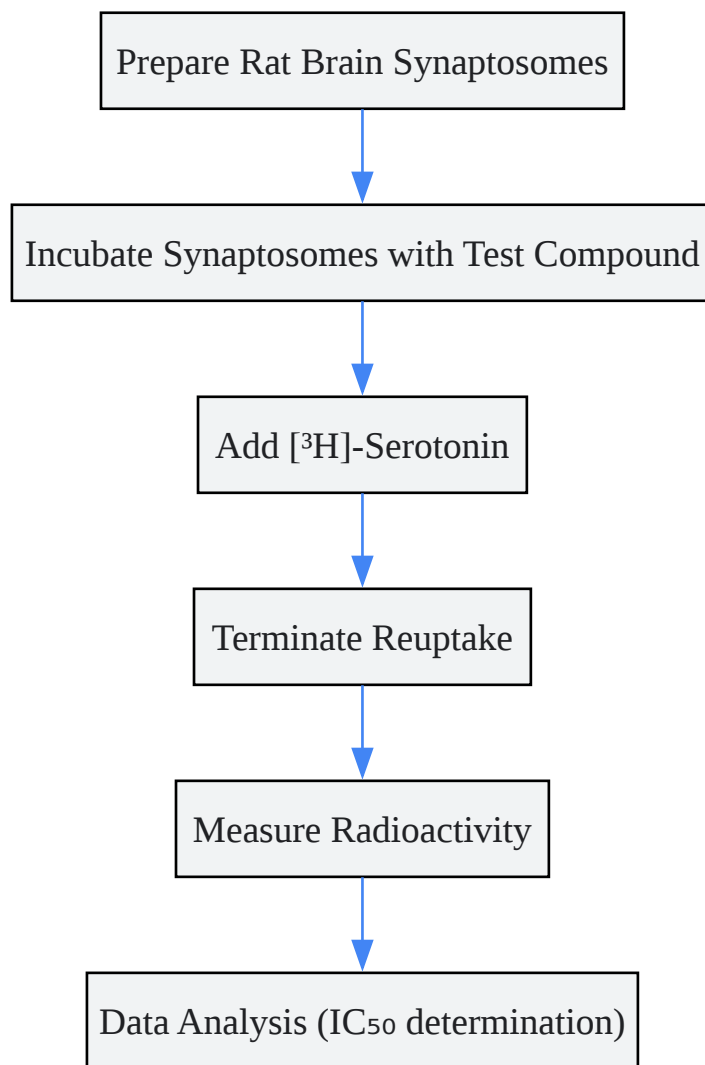 Prepare Rat Brain Synaptosomes
Incubate Synaptosomes with Test Compound
Add [³H]-Serotonin
Terminate Reuptake
Measure Radioactivity
Data Analysis (IC₅₀ determination)